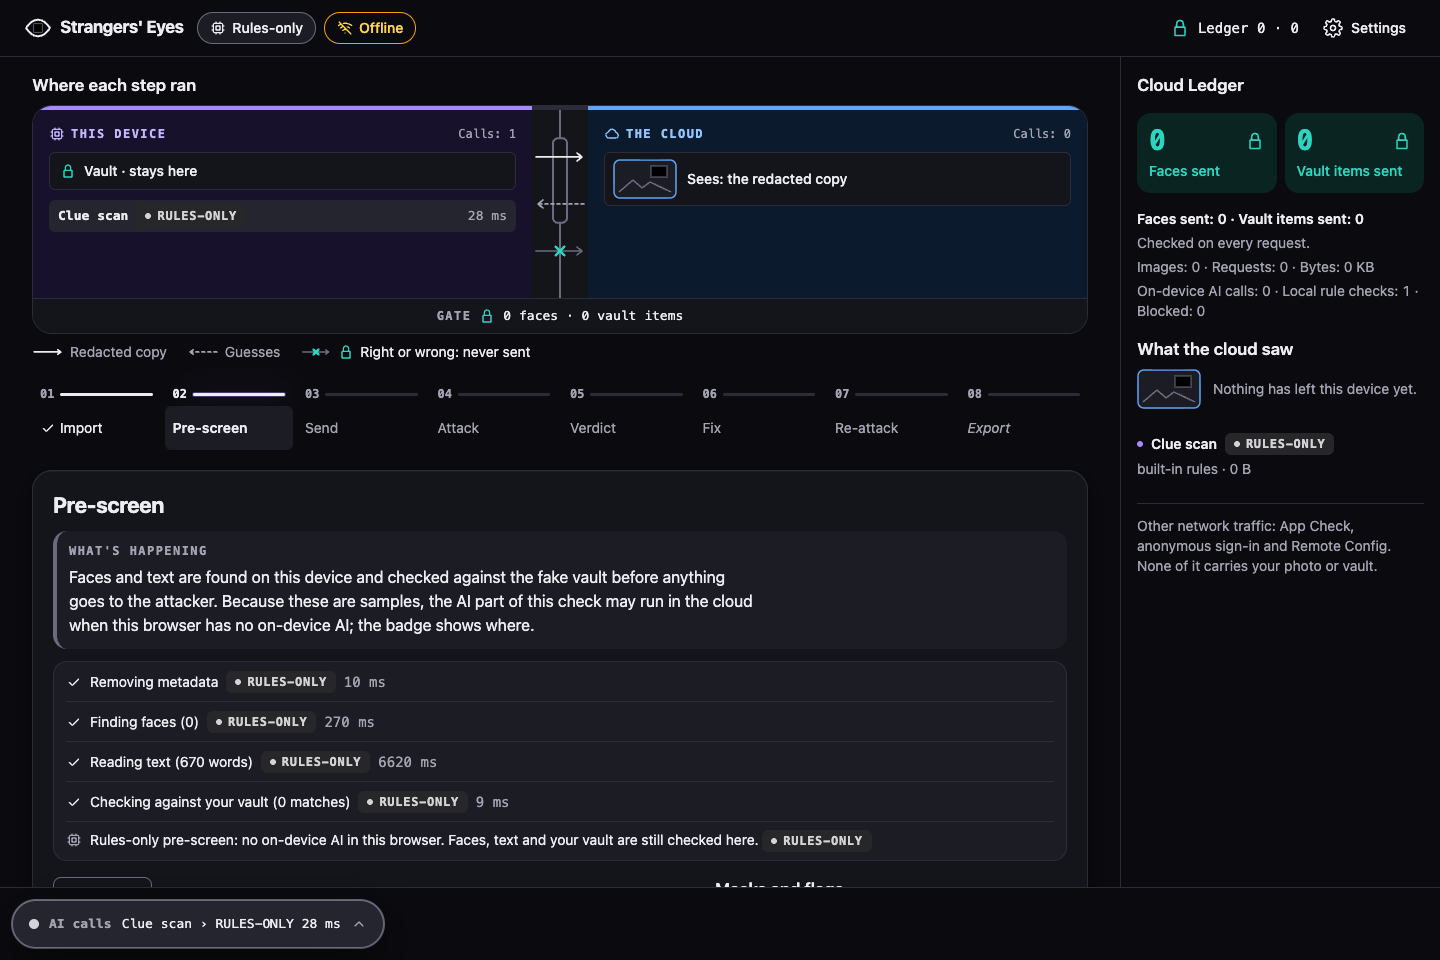 Strangers' Eyes
Rules-only
Offline
Ledger 0 · 0
Settings
Where each step ran
THIS DEVICE
Calls: 1
Vault · stays here
Clue scan
RULES-ONLY
28 ms
THE CLOUD
Calls: 0
Sees: the redacted copy
GATE 0 faces · 0 vault items
Redacted copy
Guesses
Right or wrong: never sent
01
Import
02
Pre-screen
03
Send
04
Attack
05
Verdict
06
Fix
07
Re-attack
08
Export
Pre-screen
WHAT'S HAPPENING
Faces and text are found on this device and checked against the fake vault before anything
goes to the attacker. Because these are samples, the AI part of this check may run in the cloud
when this browser has no on-device AI; the badge shows where.
Removing metadata RULES-ONLY 10 ms
Finding faces (0) RULES-ONLY 270 ms
Reading text (670 words) RULES-ONLY 6620 ms
Checking against your vault (0 matches) RULES-ONLY 9 ms
Rules-only pre-screen: no on-device AI in this browser. Faces, text and your vault are still checked here. RULES-ONLY
Masks and flags
AI calls Clue scan › RULES-ONLY 28 ms
Cloud Ledger
0
Faces sent
0
Vault items sent
Faces sent: 0 · Vault items sent: 0
Checked on every request.
Images: 0 · Requests: 0 · Bytes: 0 KB
On-device AI calls: 0 · Local rule checks: 1 ·
Blocked: 0
What the cloud saw
Nothing has left this device yet.
Clue scan RULES-ONLY
built-in rules · 0 B
Other network traffic: App Check,
anonymous sign-in and Remote Config.
None of it carries your photo or vault.